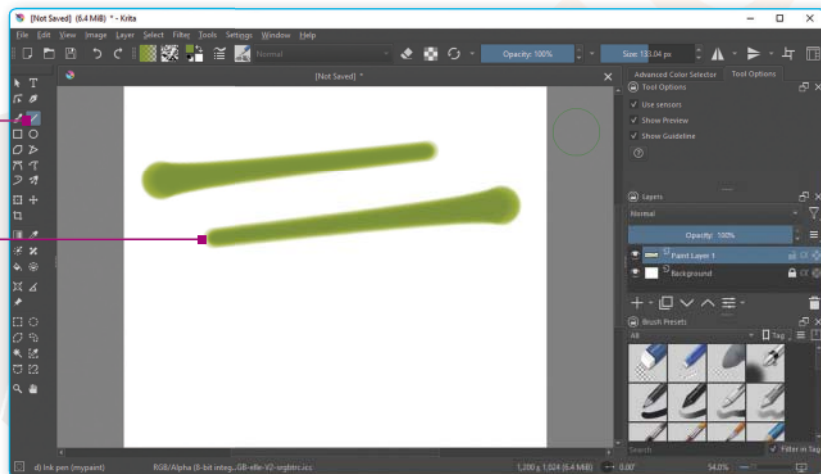 [Not Saved] (6.4 MiB) * - Krita
File Edit View Image Layer Select Filter Tools Settings Window Help
Normal
Opacity: 100%
Size: 133.04 px
[Not Saved] *
Advanced Color Selector
Tool Options
Tool Options
Use sensors
Show Preview
Show Guideline
Layers
Normal
Opacity: 100%
Paint Layer 1
Background
Brush Presets
All
Tag
Search
Filter in Tag
d) Ink pen (mypaint)
RGB/Alpha (8-bit integ...GB-elle-V2-srgbtrc.icc
1,200 x 1,024 (6.4 MiB)
0.00°
54.0%